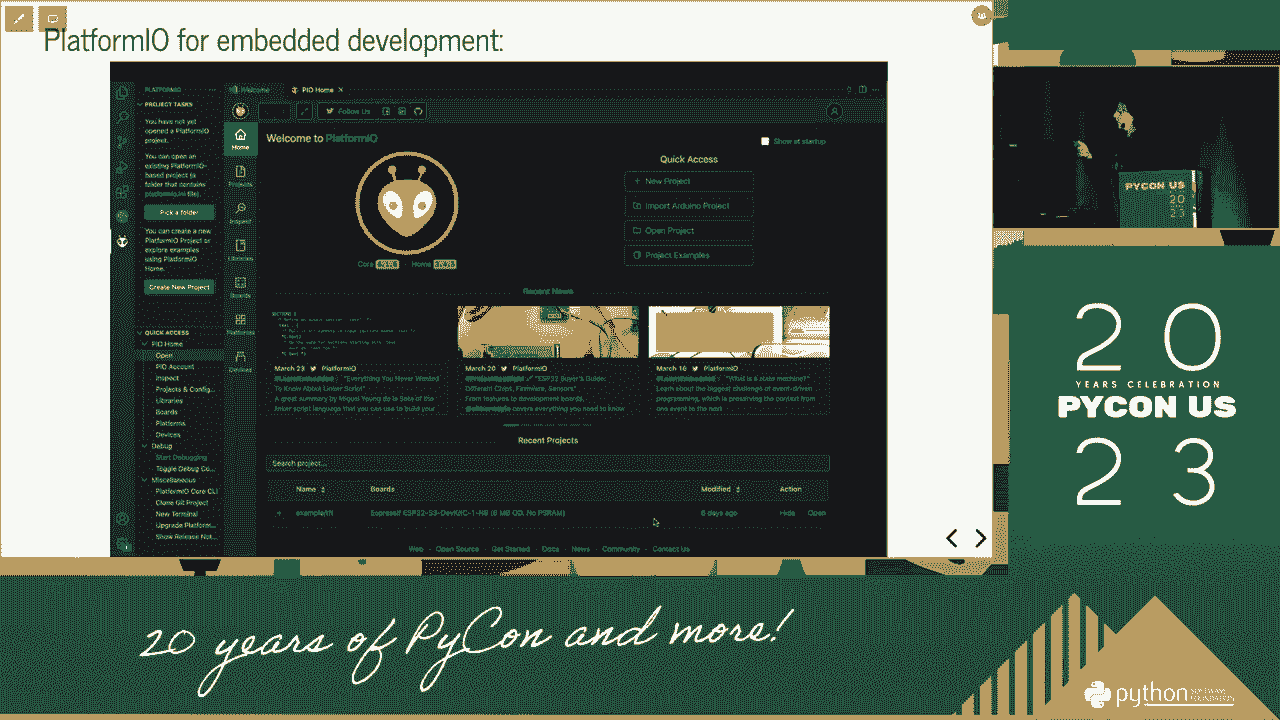 PlatformIO for embedded development:
PLATFORMIO
Welcome
PIO Home
PROJECT TASKS
You have not yet
opened a PlatformIO
project.
You can open an
existing PlatformIO-
based project (a
folder that contains
platformio.ini file).
Pick a folder
You can create a new
PlatformIO Project or
explore examples
using PlatformIO
Home.
Create New Project
QUICK ACCESS
PIO Home
Open
PIO Account
Inspect
Projects & Config...
Libraries
Boards
Platforms
Devices
Debug
Start Debugging
Toggle Debug Co...
Miscellaneous
PlatformIO Core CLI
Clone Git Project
New Terminal
Upgrade Platform...
Show Release Not...
Home
Projects
Inspect
Libraries
Boards
Platforms
Devices
Follow Us
Welcome to PlatformIO
Show at startup
Core
Home
Quick Access
New Project
Import Arduino Project
Open Project
Project Examples
Recent News
March 23 PlatformIO
"Everything You Never Wanted
To Know About Linker Script"
A great summary by Miguel Young de la Sota of the
linker script language that you can use to build your
March 20 PlatformIO
"ESP32 Buyer's Guide:
Different Chips, Firmware, Sensors"
From features to development boards,
covers everything you need to know
March 16 PlatformIO
"What is a state machine?"
Learn about the biggest challenge of event-driven
programming, which is preserving the context from
one event to the next
Recent Projects
Search project...
Name Boards Modified Action
Espressif ESP32-S3-DevKitC-1-N8 (8 MB QD, No PSRAM) 6 days ago Hide Open
Web · Open Source · Get Started · Docs · News · Community · Contact Us
PYCON US
20
23
20
YEARS CELEBRATION
PYCON US
23
20 years of PyCon and more!
python
SOFTWARE
FOUNDATION